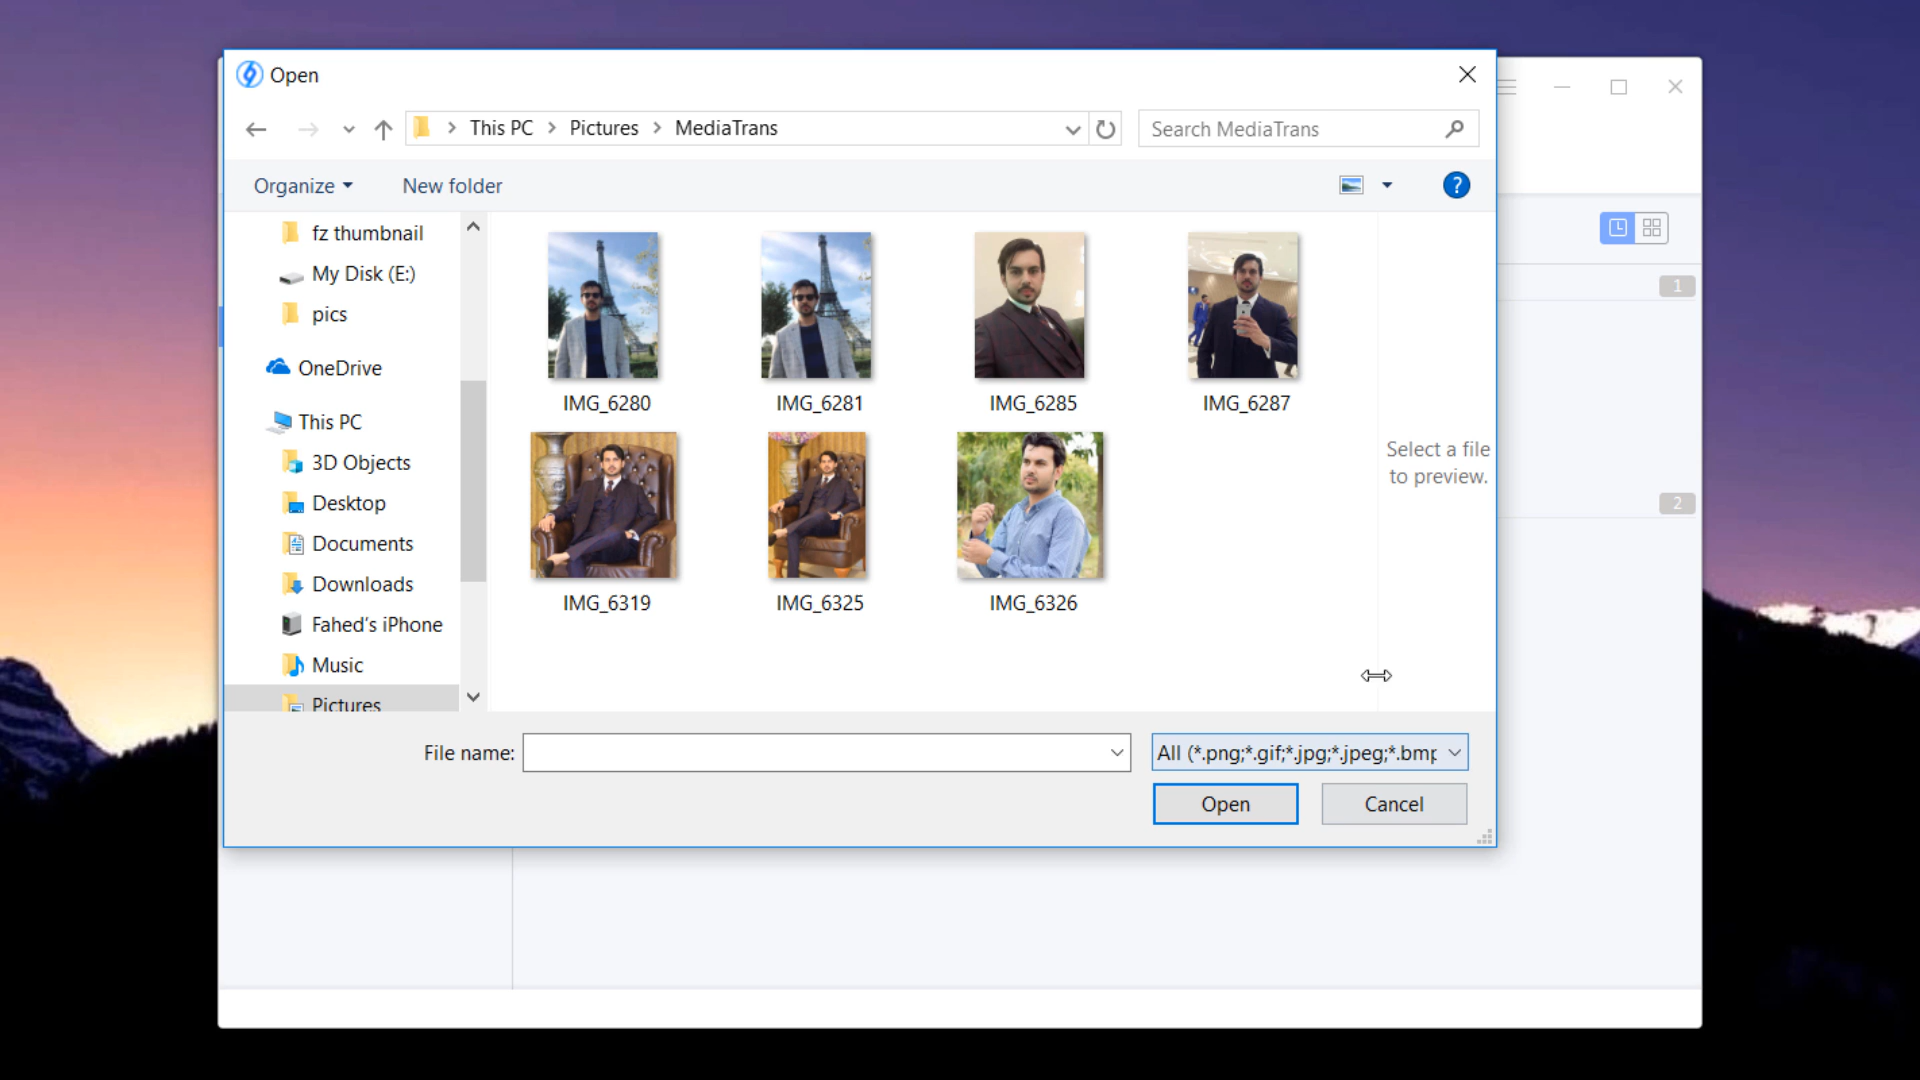 Open
This PC > Pictures > MediaTrans
Search MediaTrans
Organize
New folder
?
fz thumbnail
My Disk (E:)
pics
OneDrive
This PC
3D Objects
Desktop
Documents
Downloads
Fahed's iPhone
Music
Pictures
IMG_6280
IMG_6281
IMG_6285
IMG_6287
IMG_6319
IMG_6325
IMG_6326
Select a file
to preview.
1
2
File name:
All (*.png;*.gif;*.jpg;*.jpeg;*.bmp
Open
Cancel